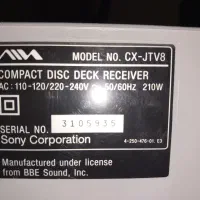 AIWA MODEL NO. CX-JTV8
COMPACT DISC DECK RECEIVER
AC: 110-120/220-240V ~ 50/60Hz 210W
SERIAL NO. 3105935
Sony Corporation 4-250-476-01 E3
Manufactured under license
from BBE Sound, Inc.